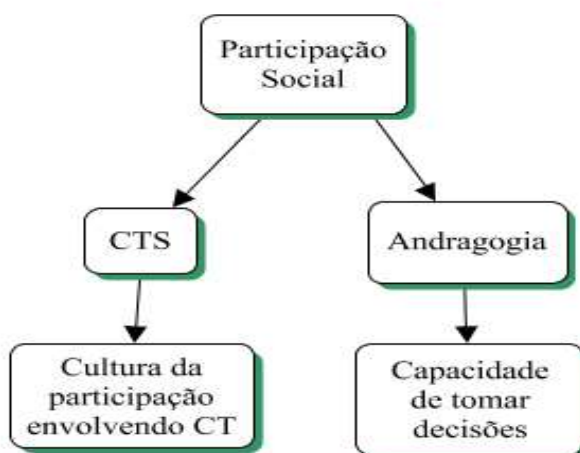 Participação
Social
CTS
Andragogia
Cultura da
participação
envolvendo CT
Capacidade
de tomar
decisões